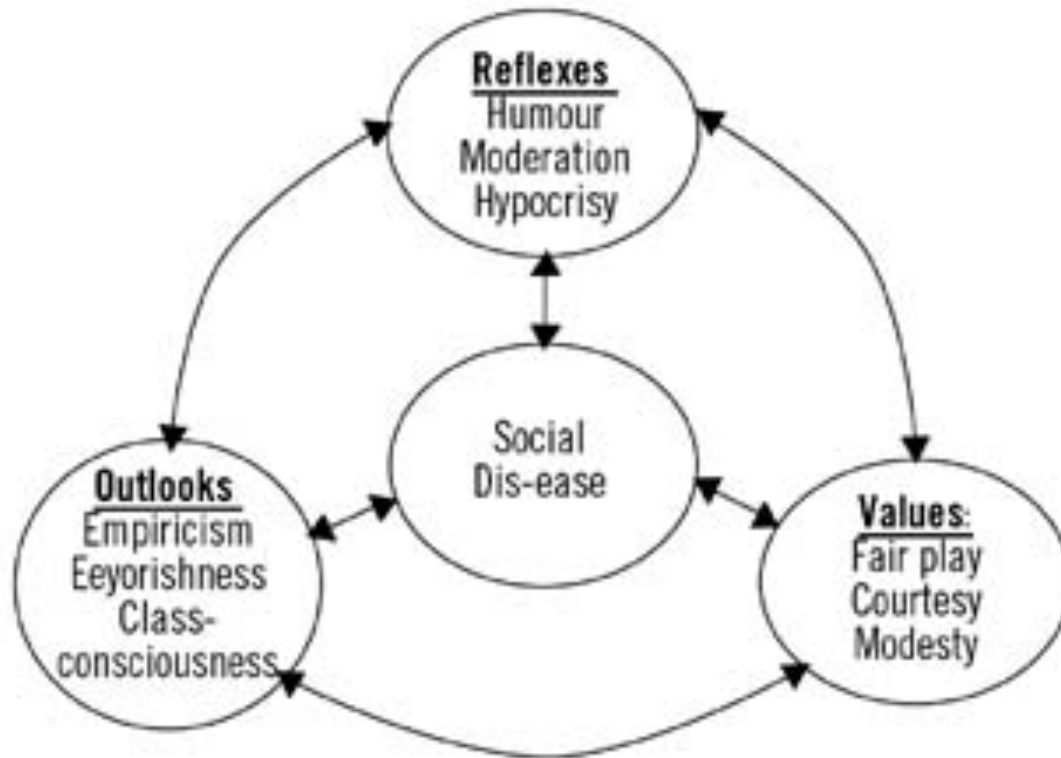 Reflexes
Humour
Moderation
Hypocrisy
Social
Dis-ease
Outlooks
Empiricism
Eeyorishness
Class-
consciousness
Values:
Fair play
Courtesy
Modesty